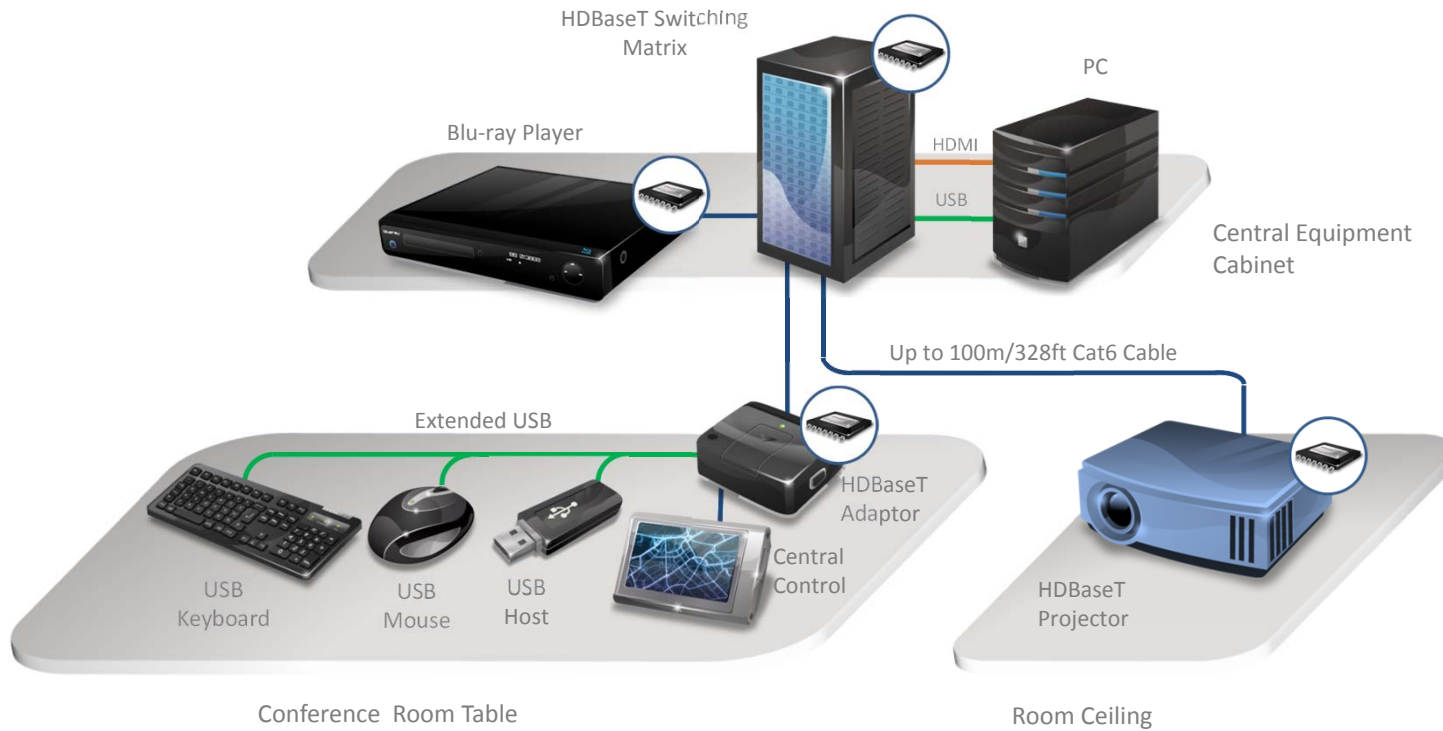 HDBaseT Switching
Matrix
PC
Blu-ray Player
HDMI
USB
Central Equipment
Cabinet
Up to 100m/328ft Cat6 Cable
Extended USB
HDBaseT
Adaptor
Central
Control
USB
Keyboard
USB
Mouse
USB
Host
HDBaseT
Projector
Conference Room Table
Room Ceiling